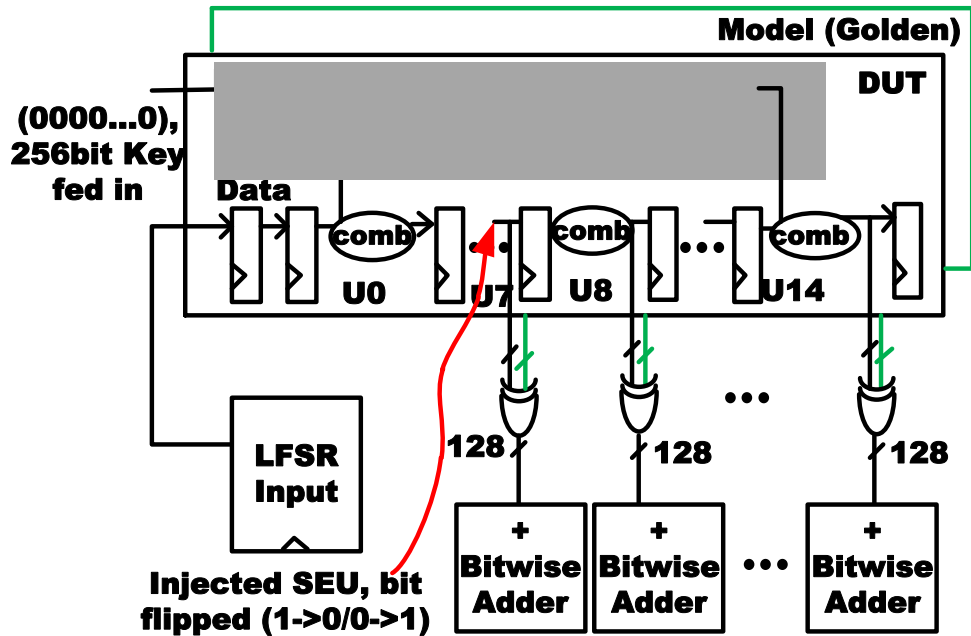 Model (Golden)
DUT
(0000...0),
256bit Key
fed in
Data
comb
comb
comb
U0
U7
U8
U14
LFSR
Input
128
128
128
+
Bitwise
Adder
+
Bitwise
Adder
+
Bitwise
Adder
Injected SEU, bit
flipped (1->0/0->1)